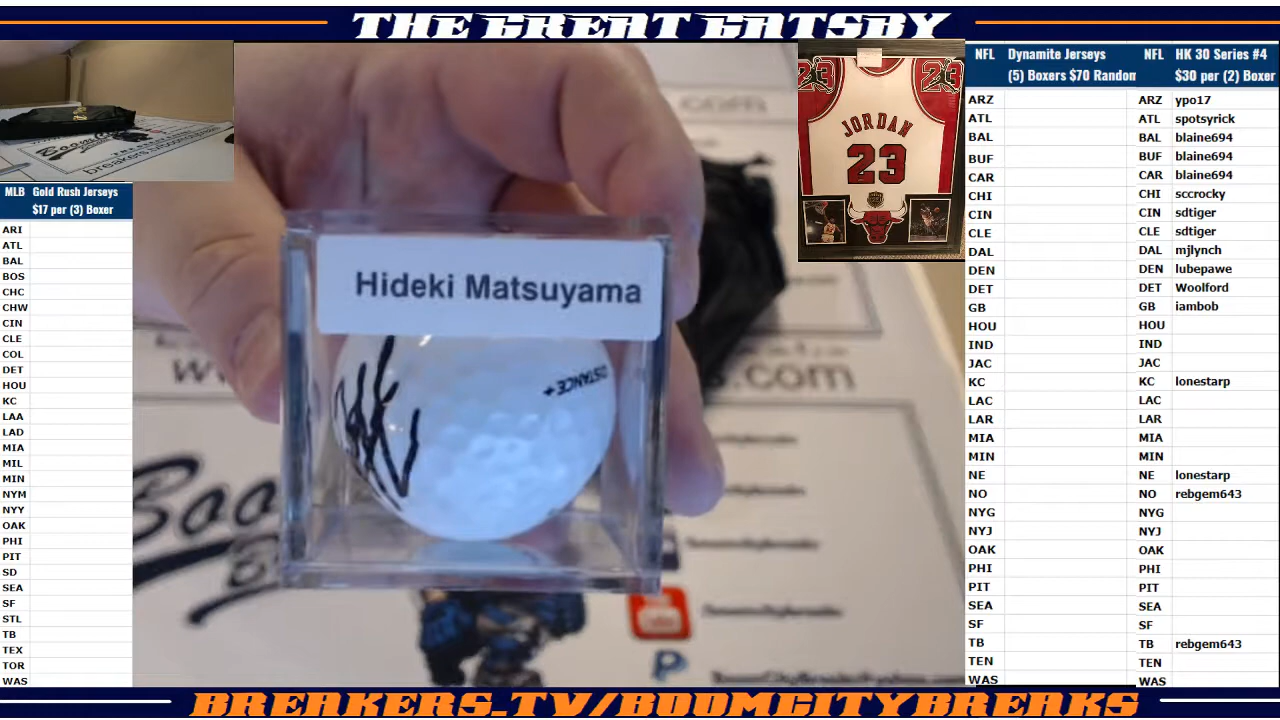 THE GREAT GATSBY
MLB Gold Rush Jerseys
$17 per (3) Boxer
ARI
ATL
BAL
BOS
CHC
CHW
CIN
CLE
COL
DET
HOU
KC
LAA
LAD
MIA
MIL
MIN
NYM
NYY
OAK
PHI
PIT
SD
SEA
SF
STL
TB
TEX
TOR
WAS
Hideki Matsuyama
DISTANCE+
JORDAN
23
23
23
NFL Dynamite Jerseys
(5) Boxers $70 Random
ARZ
ATL
BAL
BUF
CAR
CHI
CIN
CLE
DAL
DEN
DET
GB
HOU
IND
JAC
KC
LAC
LAR
MIA
MIN
NE
NO
NYG
NYJ
OAK
PHI
PIT
SEA
SF
TB
TEN
WAS
NFL HK 30 Series #4
$30 per (2) Boxer
ARZ ypo17
ATL spotsyrick
BAL blaine694
BUF blaine694
CAR blaine694
CHI sccrocky
CIN sdtiger
CLE sdtiger
DAL mjlynch
DEN lubepawe
DET Woolford
GB iambob
HOU
IND
JAC
KC lonestarp
LAC
LAR
MIA
MIN
NE lonestarp
NO rebgem643
NYG
NYJ
OAK
PHI
PIT
SEA
SF
TB rebgem643
TEN
WAS
BREAKERS.TV/BOOMCITYBREAKS